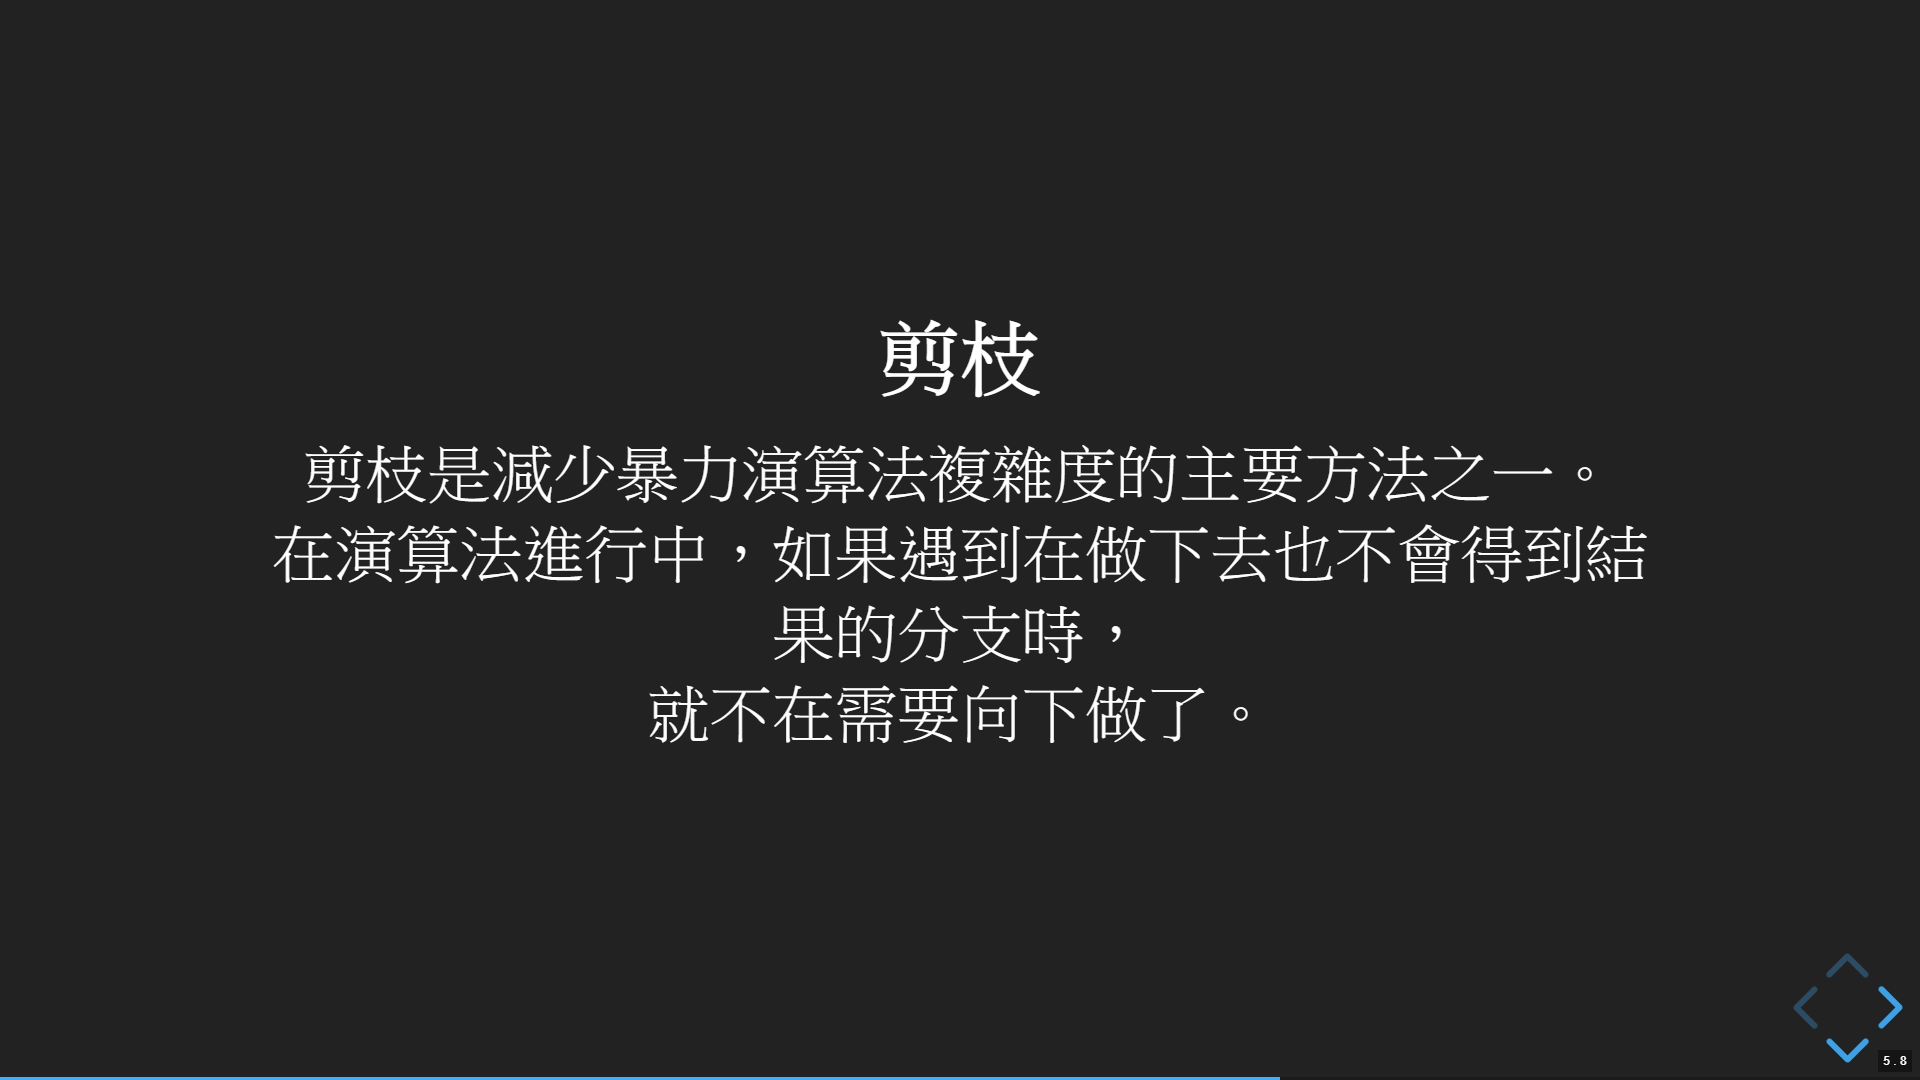 剪枝
剪枝是減少暴力演算法複雜度的主要方法之一。
在演算法進行中，如果遇到在做下去也不會得到結
果的分支時，
就不在需要向下做了。
5.8